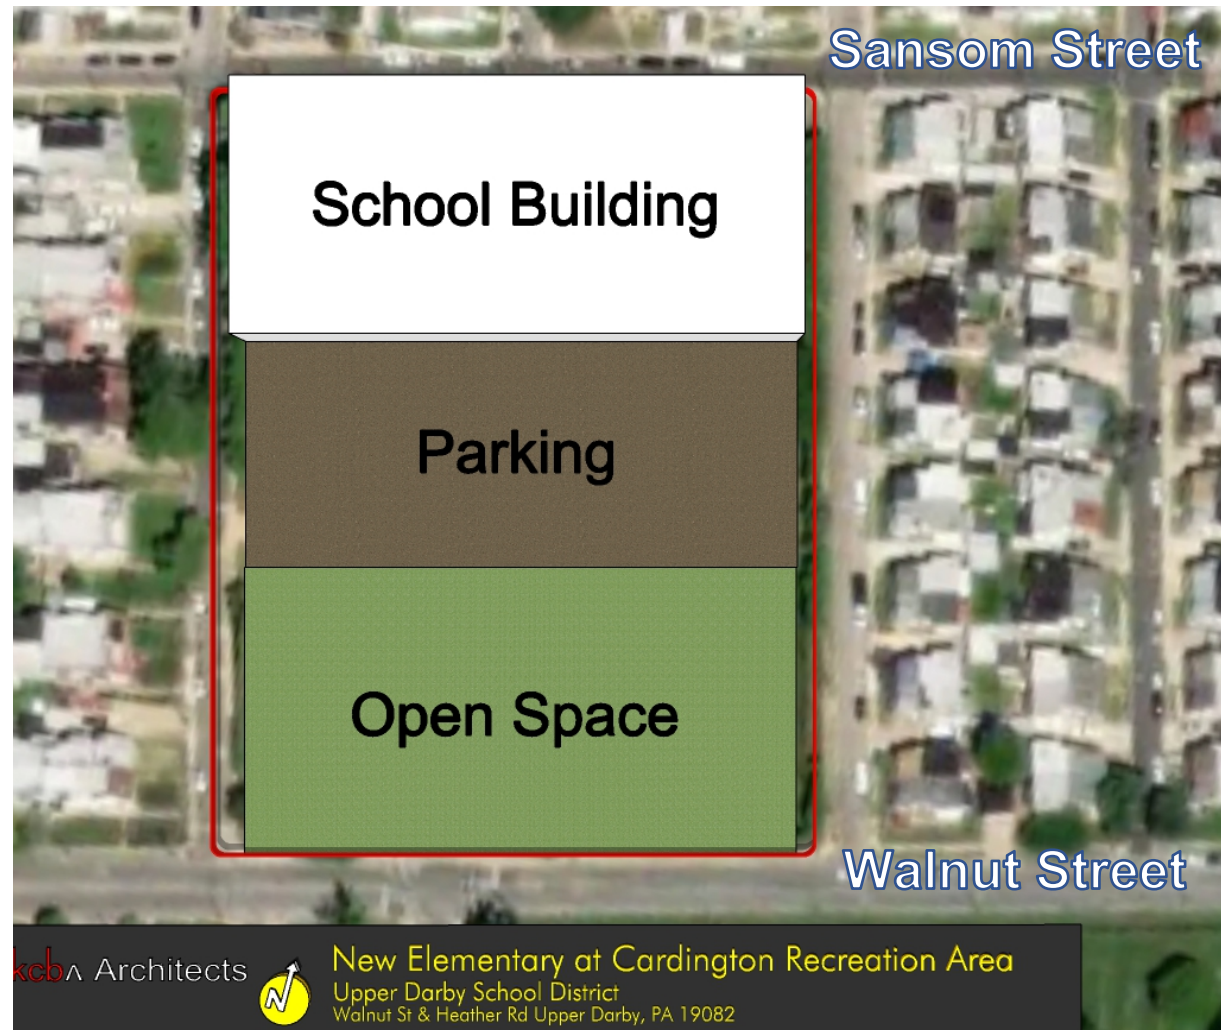 Sansom Street
School Building
Parking
Open Space
Walnut Street
kcbʌ Architects
N
New Elementary at Cardington Recreation Area
Upper Darby School District
Walnut St & Heather Rd Upper Darby, PA 19082